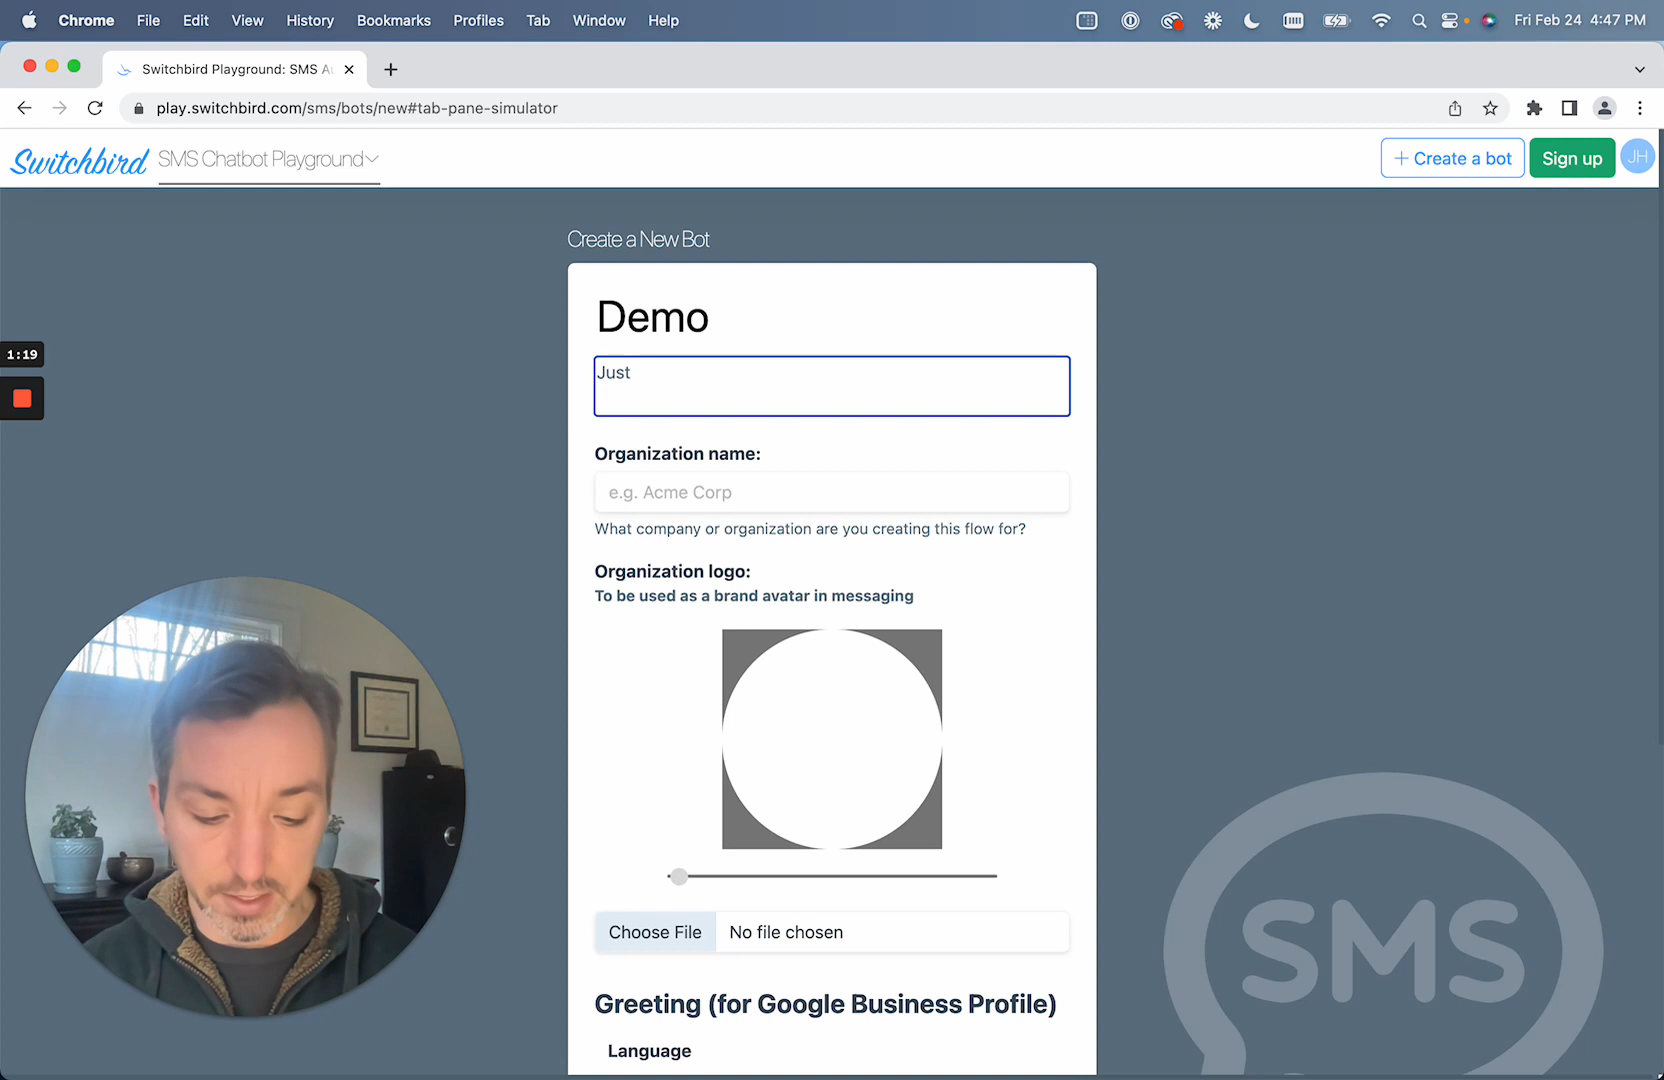 Chrome File Edit View History Bookmarks Profiles Tab Window Help Fri Feb 24 4:47 PM
Switchbird Playground: SMS Au
play.switchbird.com/sms/bots/new#tab-pane-simulator
Switchbird SMS Chatbot Playground + Create a bot Sign up JH
Create a New Bot
Demo
1:19
Just
Organization name:
e.g. Acme Corp
What company or organization are you creating this flow for?
Organization logo:
To be used as a brand avatar in messaging
Choose File No file chosen
SMS
Greeting (for Google Business Profile)
Language